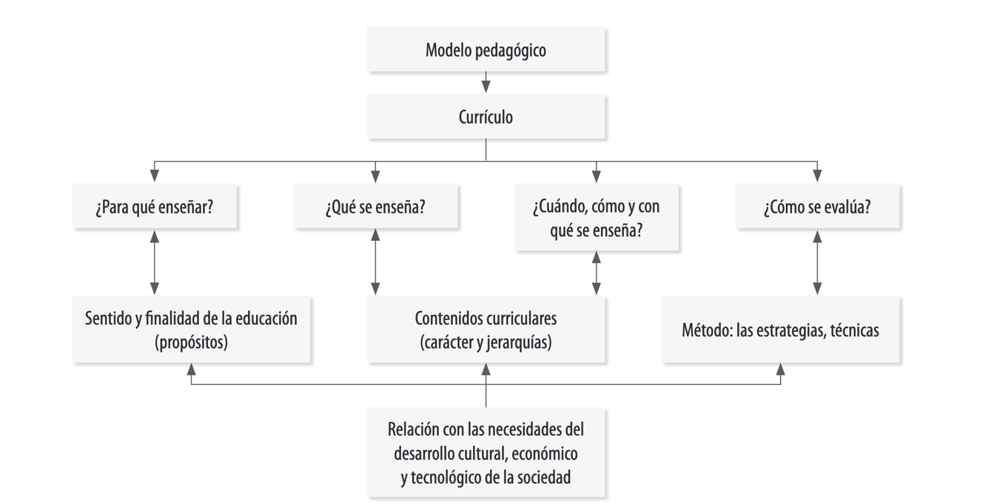 Modelo pedagógico
Currículo
¿Para qué enseñar?
¿Qué se enseña?
¿Cuándo, cómo y con
qué se enseña?
¿Cómo se evalúa?
Sentido y finalidad de la educación
(propósitos)
Contenidos curriculares
(carácter y jerarquías)
Método: las estrategias, técnicas
Relación con las necesidades del
desarrollo cultural, económico
y tecnológico de la sociedad